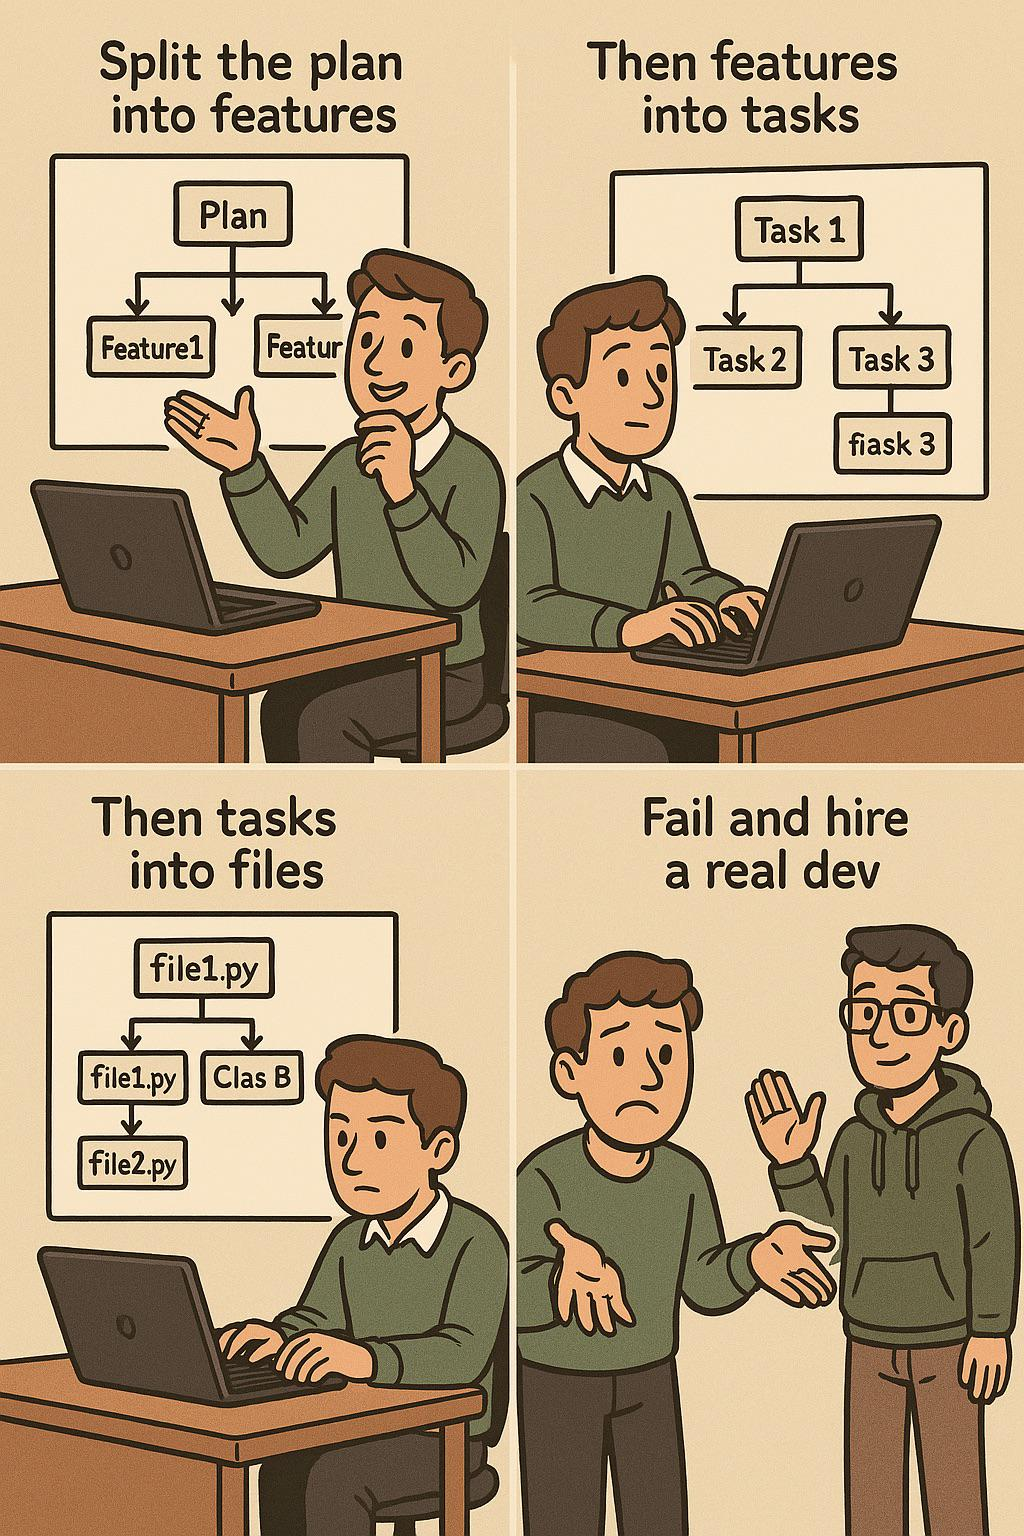 Split the plan
into features
Plan
Feature1
Featur
Then features
into tasks
Task 1
Task 2
Task 3
fiask 3
Then tasks
into files
file1.py
file1.py
Clas B
file2.py
Fail and hire
a real dev